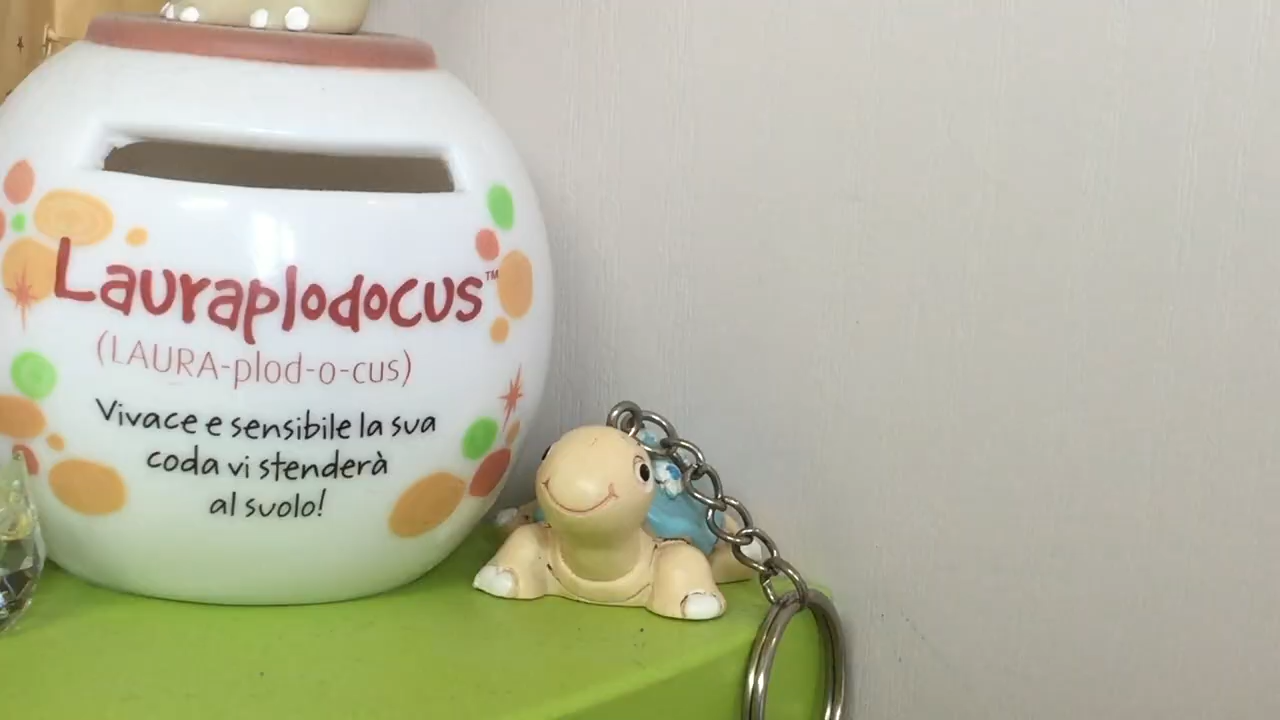 Lauraplodocus™
(LAURA-plod-o-cus)
Vivace e sensibile la sua
coda vi stenderà
al suolo!